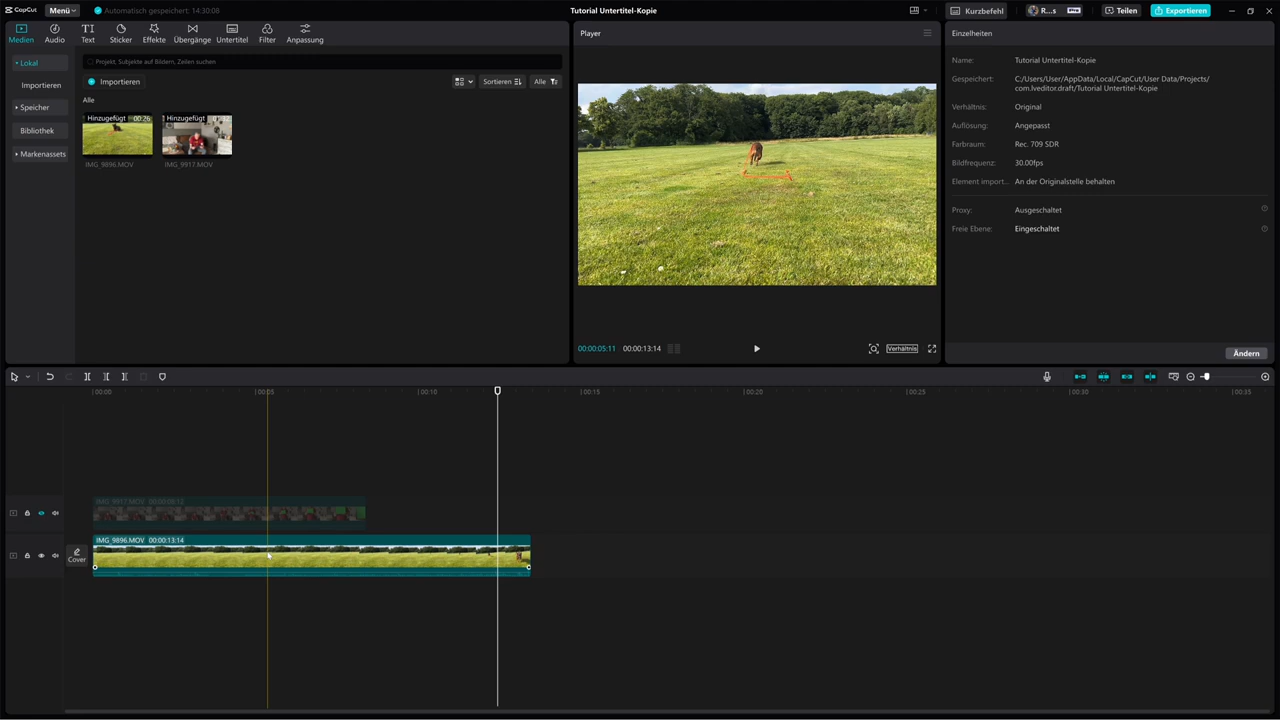 CapCut
Menü
Automatisch gespeichert: 14:30:08
Tutorial Untertitel-Kopie
Kurzbefehl
R...s
Teilen
Exportieren
Medien
Audio
Text
Sticker
Effekte
Übergänge
Untertitel
Filter
Anpassung
Lokal
Importieren
Speicher
Bibliothek
Markenassets
Projekt, Subjekte auf Bildern, Zeilen suchen
Importieren
Sortieren
Alle
Alle
Hinzugefügt 00:26
IMG_9896.MOV
Hinzugefügt
IMG_9917.MOV
Player
00:00:05:11 00:00:13:14
Verhältnis
Einzelheiten
Name: Tutorial Untertitel-Kopie
Gespeichert: C:/Users/User/AppData/Local/CapCut/User Data/Projects/
com.lveditor.draft/Tutorial Untertitel-Kopie
Verhältnis: Original
Auflösung: Angepasst
Farbraum: Rec. 709 SDR
Bildfrequenz: 30.00fps
Element import... An der Originalstelle behalten
Proxy: Ausgeschaltet
Freie Ebene: Eingeschaltet
Ändern
00:00 00:05 00:10 00:15 00:20 00:25 00:30 00:35
IMG_9917.MOV
IMG_9896.MOV 00:00:13:14
Cover